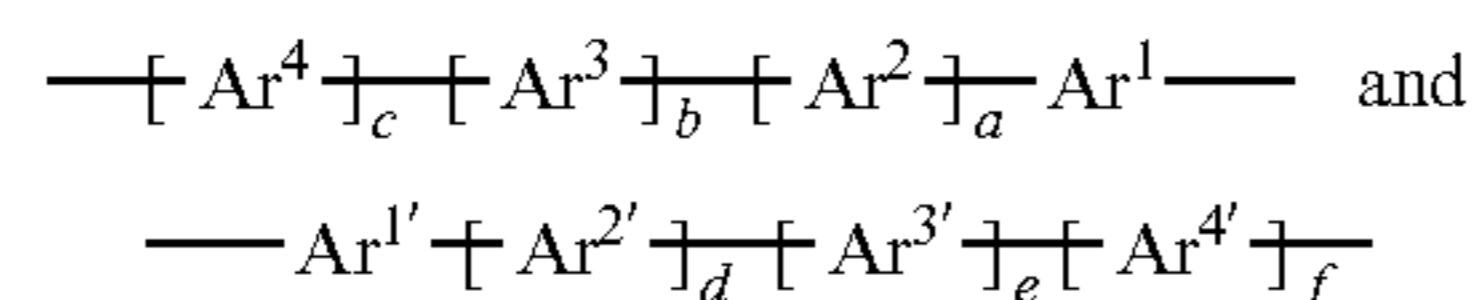 —[Ar⁴]c—[Ar³]b—[Ar²]a—Ar¹— and
—Ar¹′—[Ar²′]d—[Ar³′]e—[Ar⁴′]f—